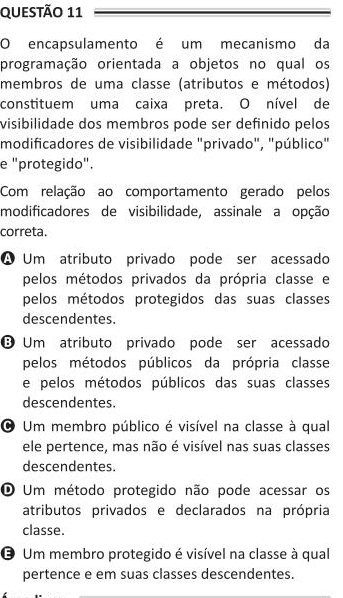 QUESTÃO 11
O encapsulamento é um mecanismo da
programação orientada a objetos no qual os
membros de uma classe (atributos e métodos)
constituem uma caixa preta. O nível de
visibilidade dos membros pode ser definido pelos
modificadores de visibilidade "privado", "público"
e "protegido".
Com relação ao comportamento gerado pelos
modificadores de visibilidade, assinale a opção
correta.
A Um atributo privado pode ser acessado
pelos métodos privados da própria classe e
pelos métodos protegidos das suas classes
descendentes.
B Um atributo privado pode ser acessado
pelos métodos públicos da própria classe
e pelos métodos públicos das suas classes
descendentes.
C Um membro público é visível na classe à qual
ele pertence, mas não é visível nas suas classes
descendentes.
D Um método protegido não pode acessar os
atributos privados e declarados na própria
classe.
E Um membro protegido é visível na classe à qual
pertence e em suas classes descendentes.